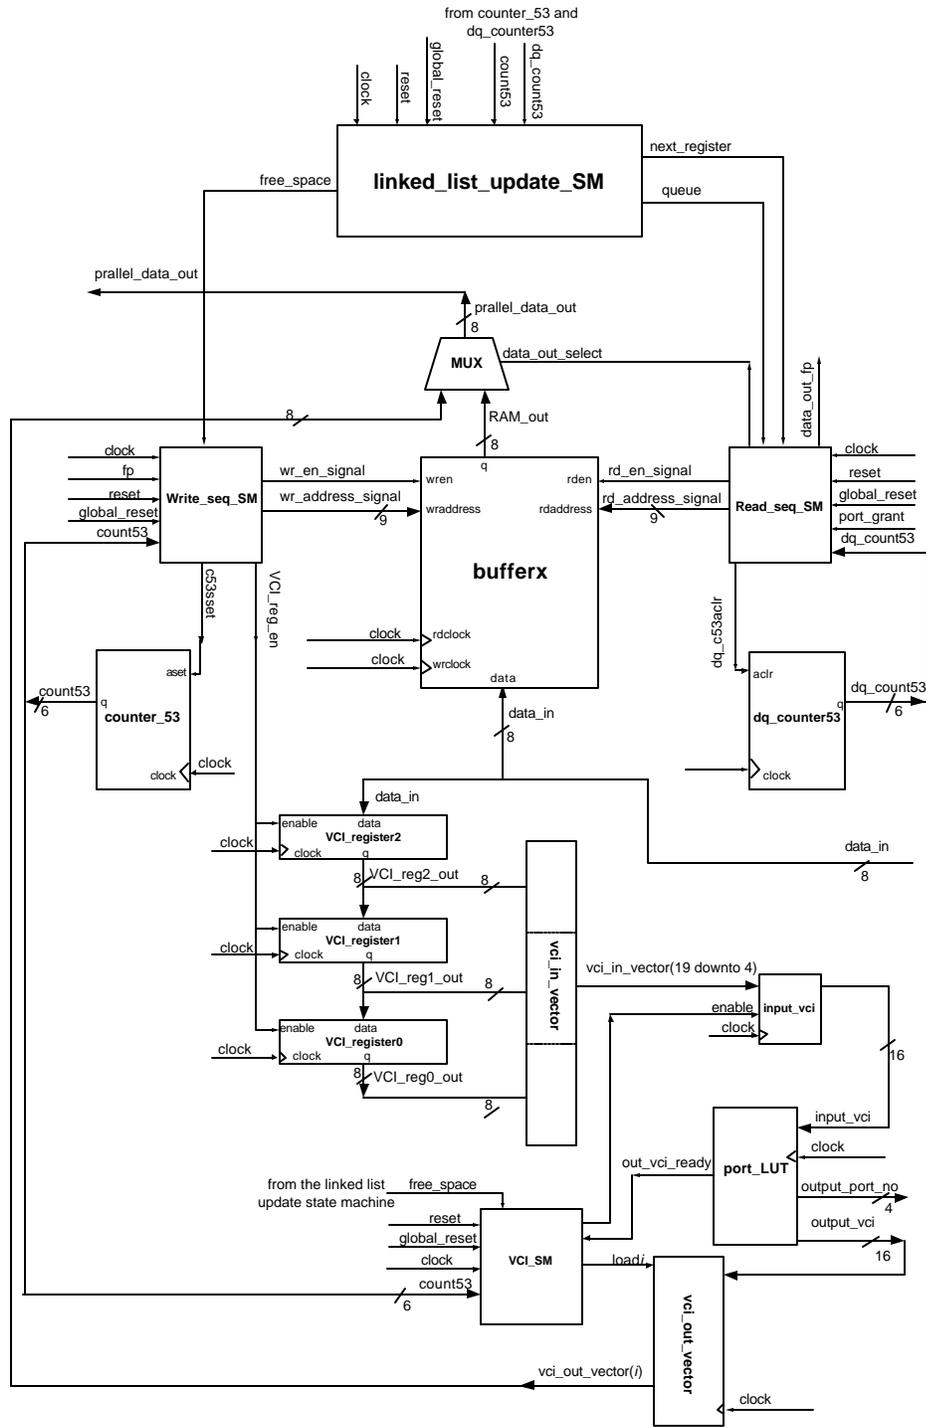 from counter_53 and
dq_counter53
clock
reset
global_reset
count53
dq_count53
linked_list_update_SM
next_register
queue
free_space
prallel_data_out
prallel_data_out
8
MUX
data_out_select
data_out_fp
8
RAM_out
8
clock
fp
reset
global_reset
count53
Write_seq_SM
wr_en_signal
wr_address_signal
9
q
wren
wraddress
rden
rdaddress
bufferx
rdclock
wrclock
data
clock
clock
rd_en_signal
rd_address_signal
9
Read_seq_SM
clock
reset
global_reset
port_grant
dq_count53
c53sset
VCI_reg_en
dq_c53aclr
count53
6
aset
q
counter_53
clock
clock
aclr
q
dq_counter53
clock
dq_count53
6
data_in
8
data_in
data_in
8
enable
data
VCI_register2
clock
q
clock
8
VCI_reg2_out
8
enable
data
VCI_register1
clock
q
clock
8
VCI_reg1_out
8
enable
data
VCI_register0
clock
q
clock
8
VCI_reg0_out
8
vci_in_vector
vci_in_vector(19 downto 4)
enable
clock
input_vci
16
input_vci
clock
port_LUT
out_vci_ready
output_port_no
4
output_vci
16
from the linked list
update state machine
free_space
reset
global_reset
clock
count53
6
VCI_SM
loadi
vci_out_vector
clock
vci_out_vector(i)